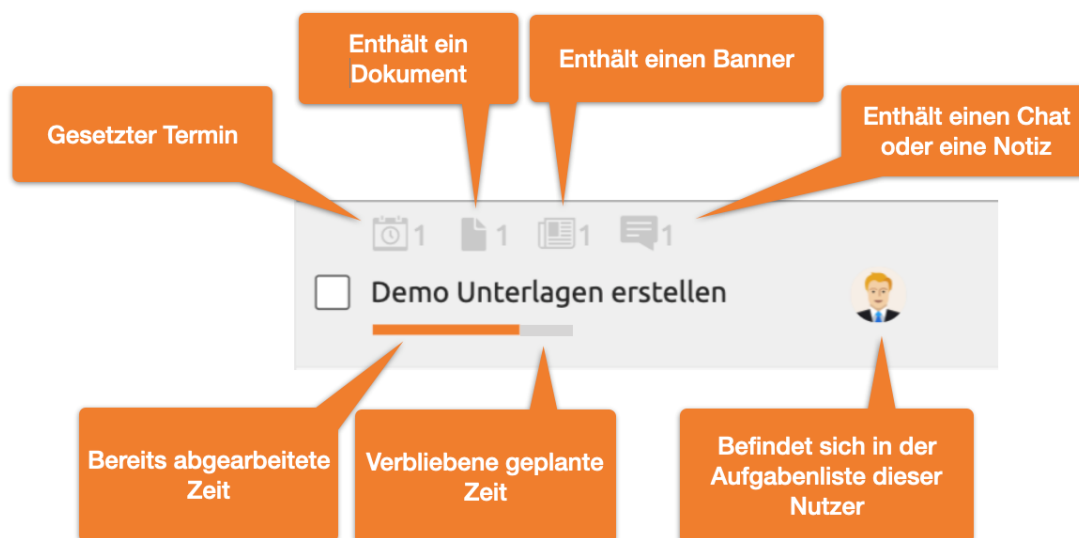 Enthält ein
Dokument
Enthält einen Banner
Gesetzter Termin
Enthält einen Chat
oder eine Notiz
1 1 1 1
Demo Unterlagen erstellen
Bereits abgearbeitete
Zeit
Verbliebene geplante
Zeit
Befindet sich in der
Aufgabenliste dieser
Nutzer